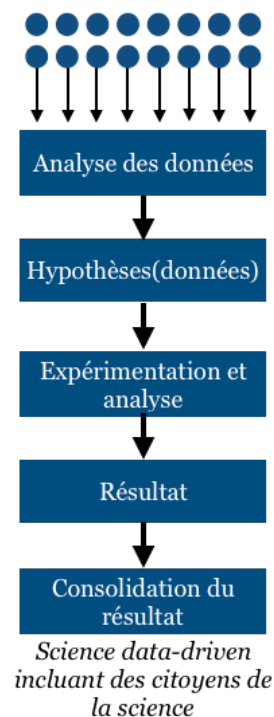 Analyse des données
Hypothèses(données)
Expérimentation et
analyse
Résultat
Consolidation du
résultat
Science data-driven
incluant des citoyens de
la science